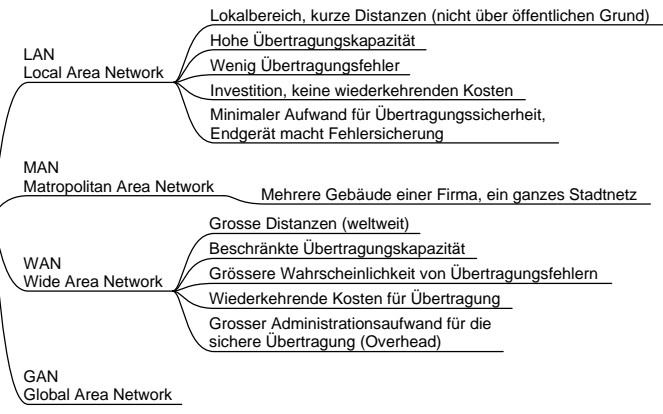 LAN
Local Area Network
Lokalbereich, kurze Distanzen (nicht über öffentlichen Grund)
Hohe Übertragungskapazität
Wenig Übertragungsfehler
Investition, keine wiederkehrenden Kosten
Minimaler Aufwand für Übertragungssicherheit,
Endgerät macht Fehlersicherung
MAN
Matropolitan Area Network
Mehrere Gebäude einer Firma, ein ganzes Stadtnetz
WAN
Wide Area Network
Grosse Distanzen (weltweit)
Beschränkte Übertragungskapazität
Grössere Wahrscheinlichkeit von Übertragungsfehlern
Wiederkehrende Kosten für Übertragung
Grosser Administrationsaufwand für die
sichere Übertragung (Overhead)
GAN
Global Area Network